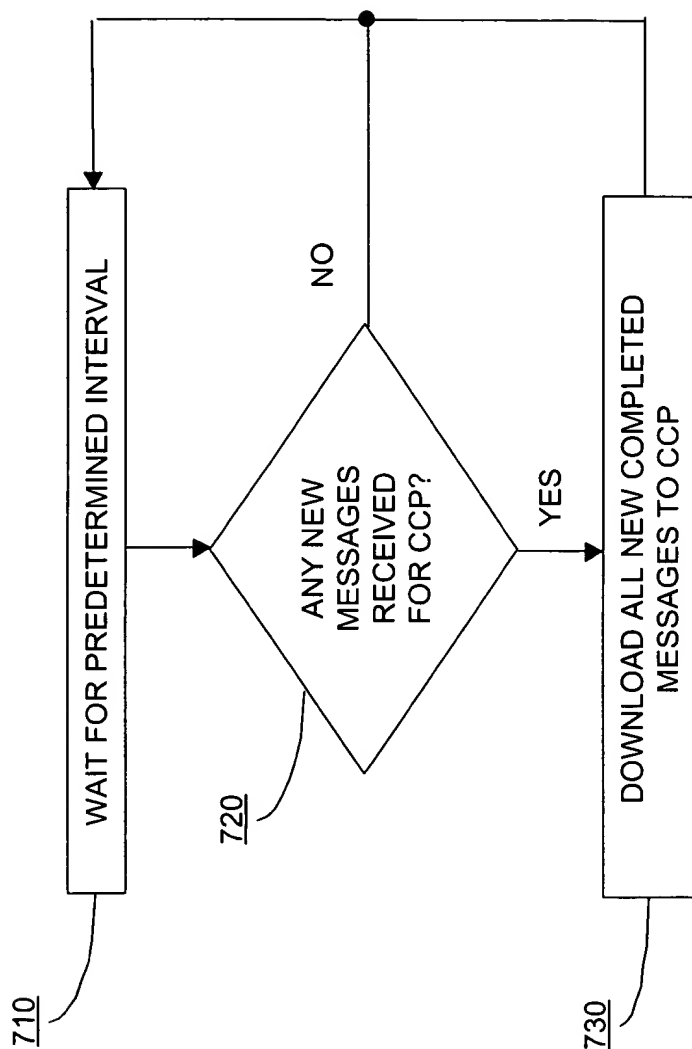 710
WAIT FOR PREDETERMINED INTERVAL
720
ANY NEW
MESSAGES
RECEIVED
FOR CCP?
NO
YES
730
DOWNLOAD ALL NEW COMPLETED
MESSAGES TO CCP